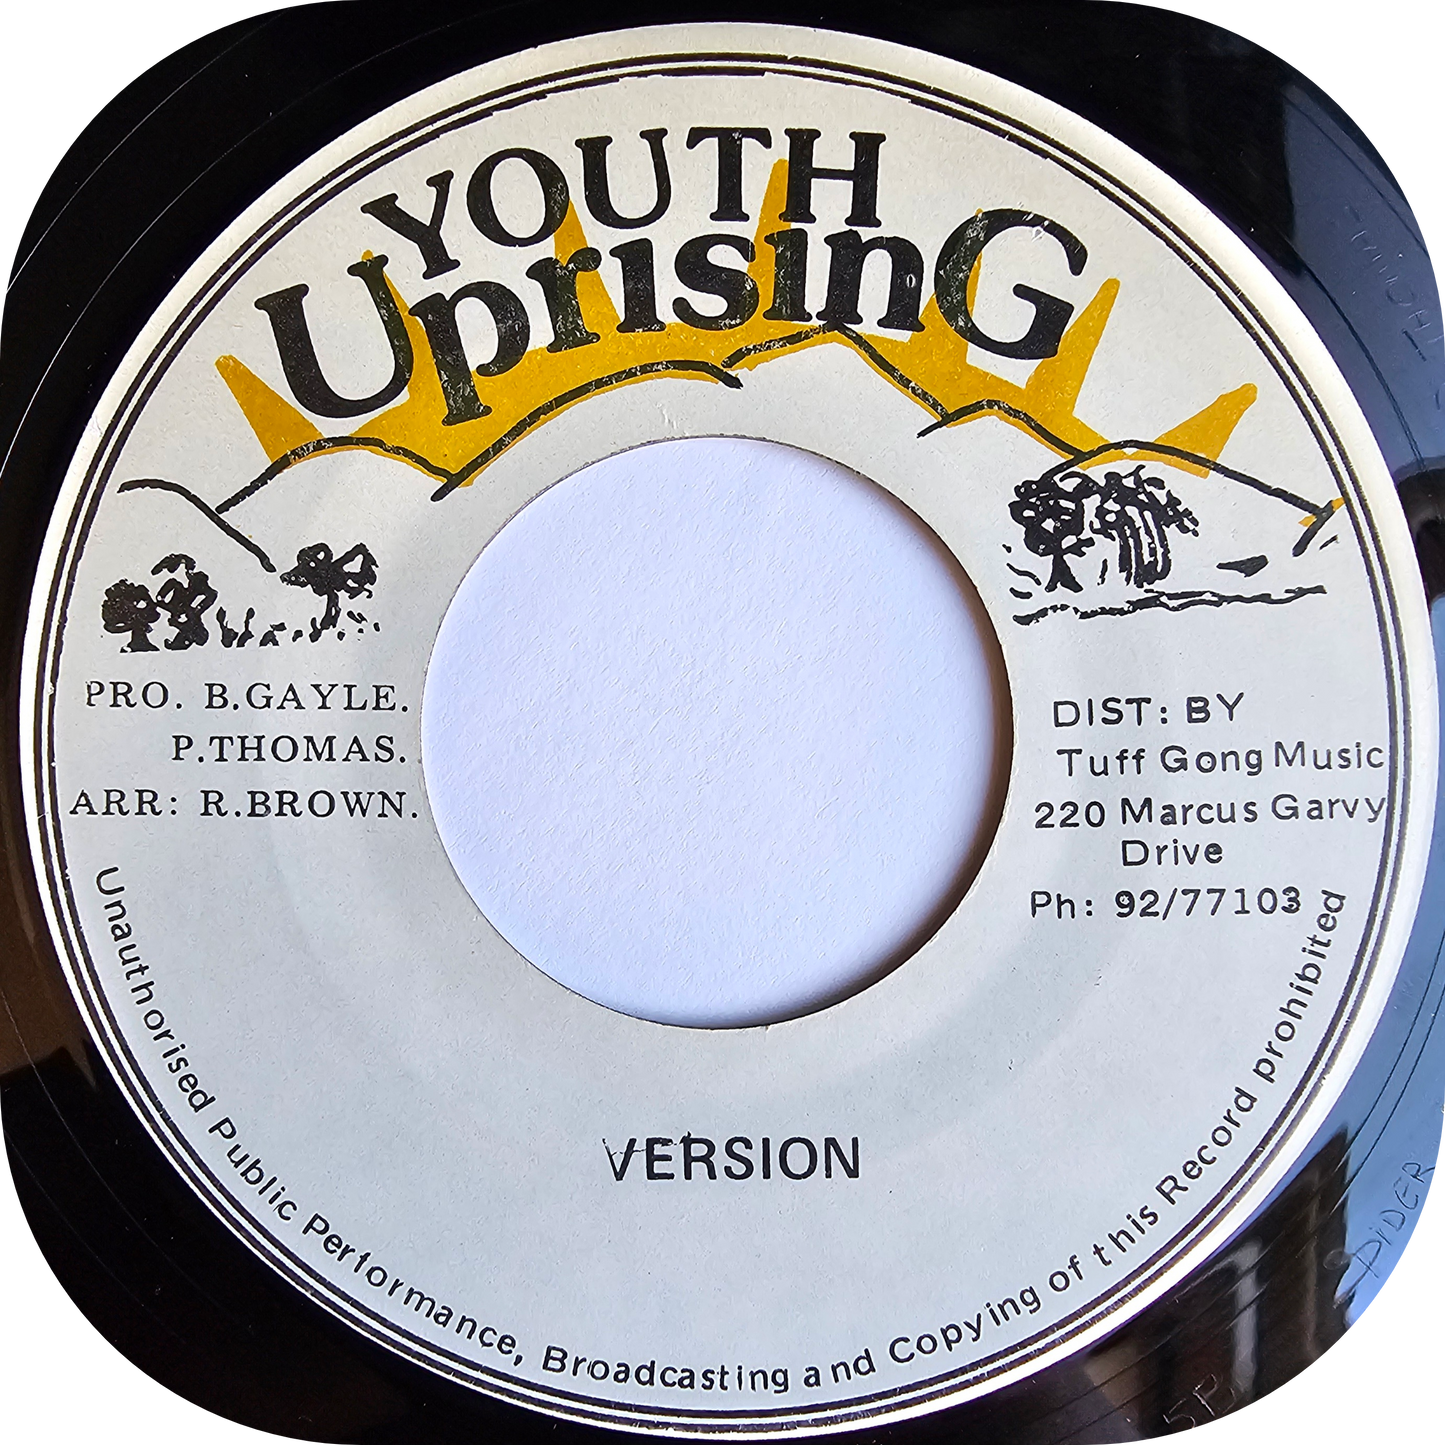 YOUTH
UprisinG
PRO. B.GAYLE.
P.THOMAS.
ARR: R.BROWN.
DIST: BY
Tuff Gong Music
220 Marcus Garvy
Drive
Ph: 92/77103
VERSION
Unauthorised Public Performance, Broadcasting and Copying of this Record prohibited